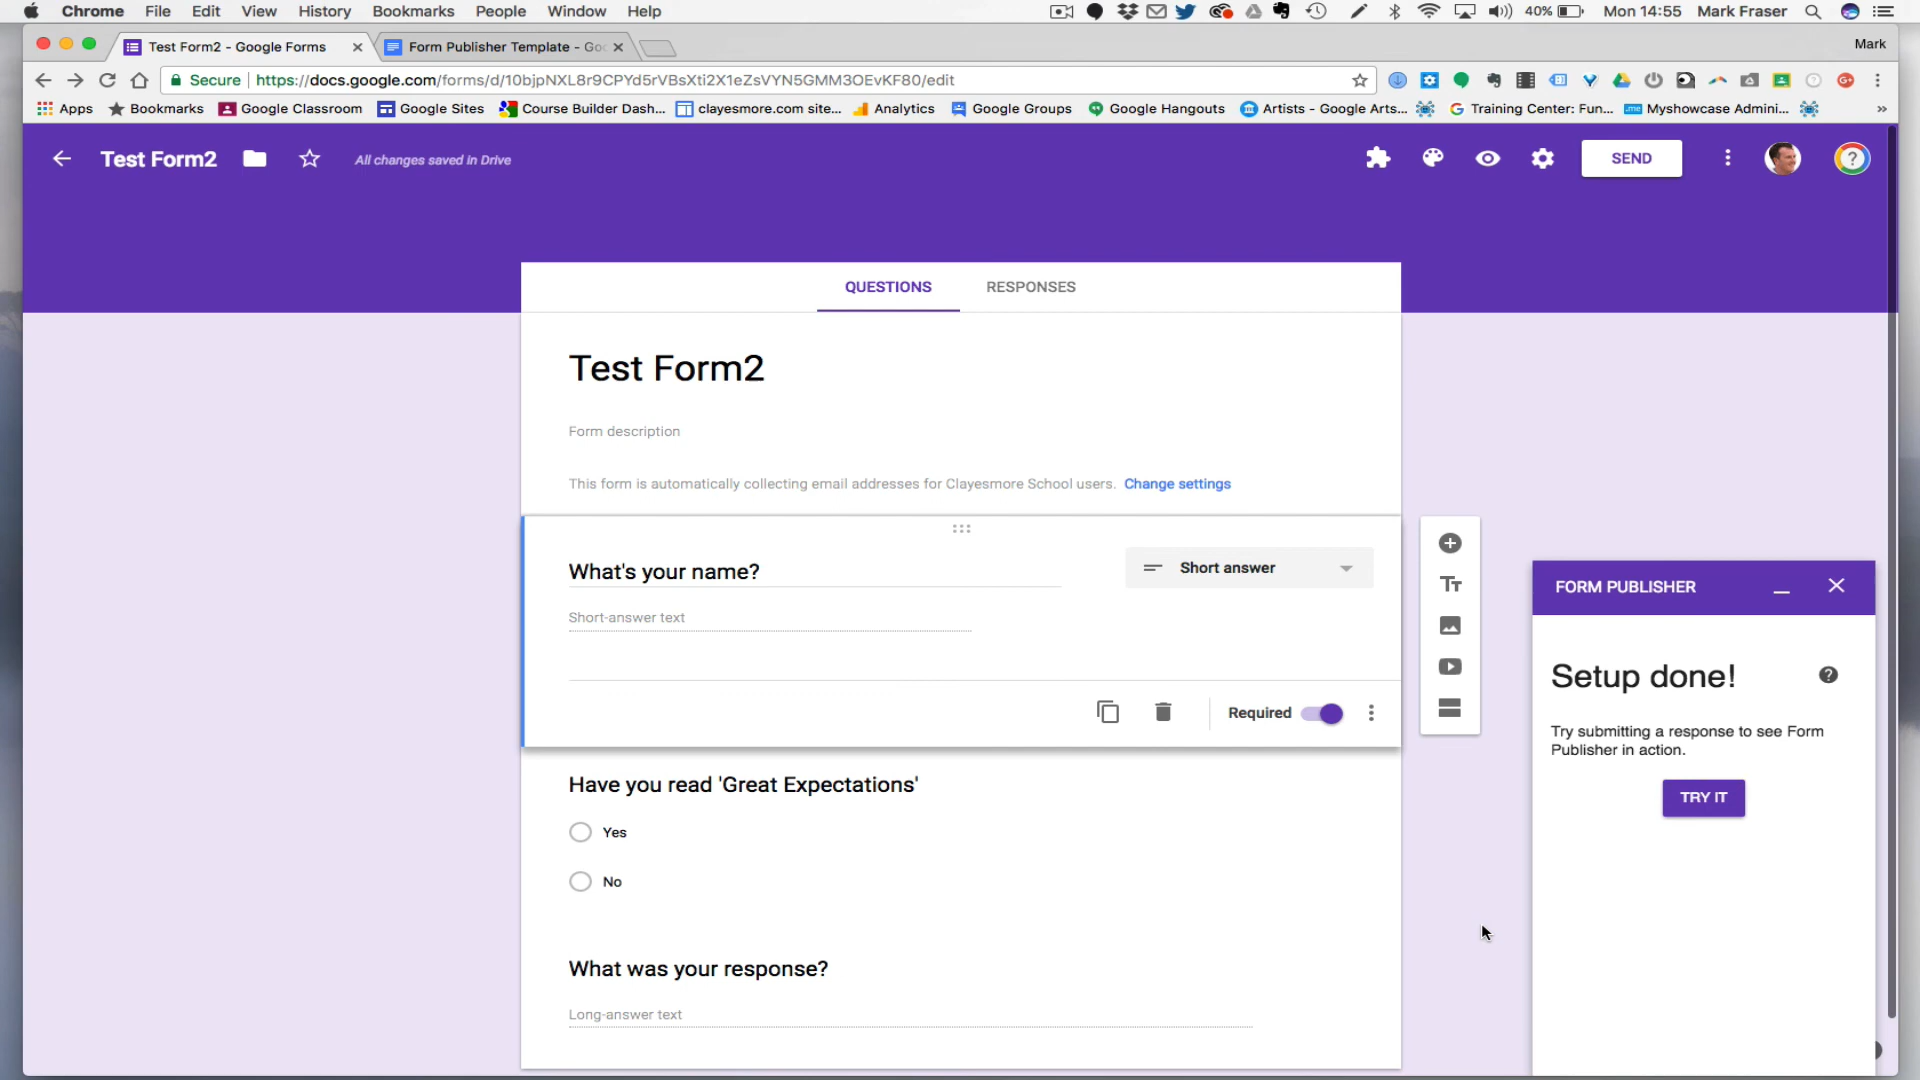 Chrome File Edit View History Bookmarks People Window Help 40% Mon 14:55 Mark Fraser
Test Form2 - Google Forms Form Publisher Template - Goo Mark
Secure https://docs.google.com/forms/d/10bjpNXL8r9CPYd5rVBsXti2X1eZsVYN5GMM3OEvKF80/edit
Apps Bookmarks Google Classroom Google Sites Course Builder Dash... clayesmore.com site... Analytics Google Groups Google Hangouts Artists - Google Arts... Training Center: Fun... Myshowcase Admini... »
Test Form2 All changes saved in Drive SEND
QUESTIONS RESPONSES
Test Form2
Form description
This form is automatically collecting email addresses for Clayesmore School users. Change settings
What's your name? Short answer
Short-answer text
Required
Have you read 'Great Expectations'
Yes
No
What was your response?
Long-answer text
FORM PUBLISHER
Setup done!
Try submitting a response to see Form
Publisher in action.
TRY IT